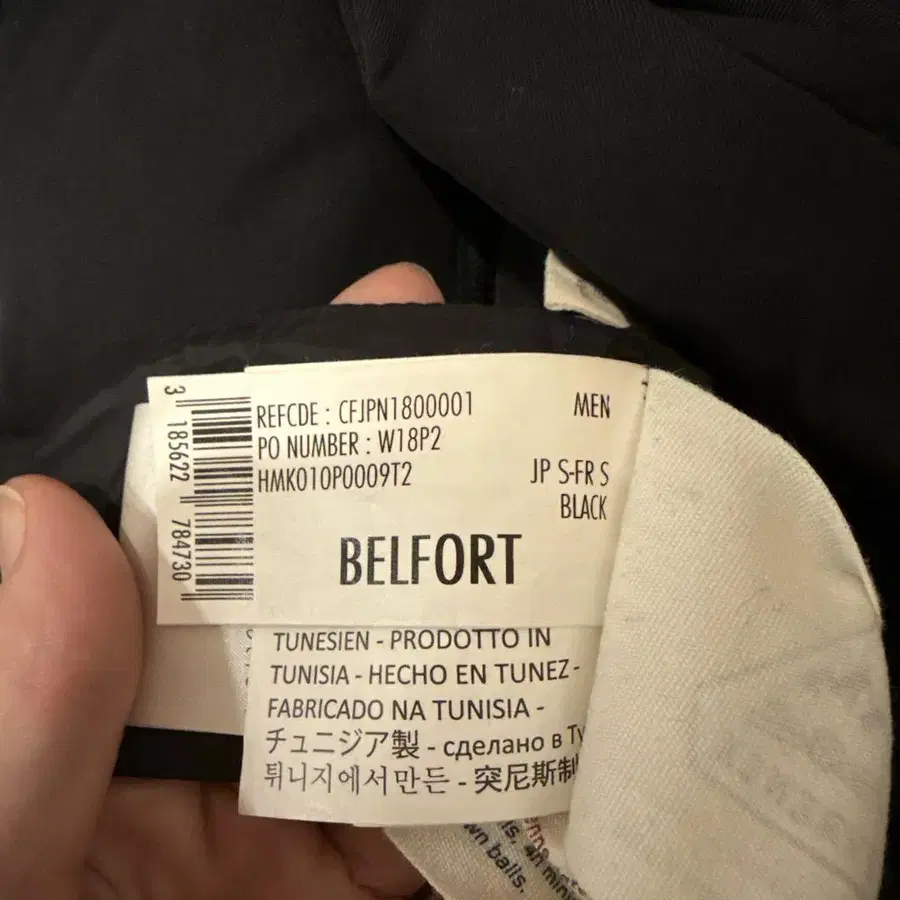 3 185622 784730
REFCDE : CFJPN1800001
MEN
PO NUMBER : W18P2
HMK010P0009T2
JP S-FR S
BLACK
BELFORT
TUNESIEN - PRODOTTO IN
TUNISIA - HECHO EN TUNEZ -
FABRICADO NA TUNISIA -
チュニジア製 - сделано в Ту
튀니지에서만든 - 突尼斯制
wn balls.